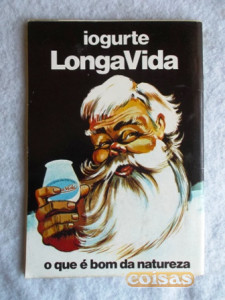 iogurte
LongaVida
o que é bom da natureza
coisas